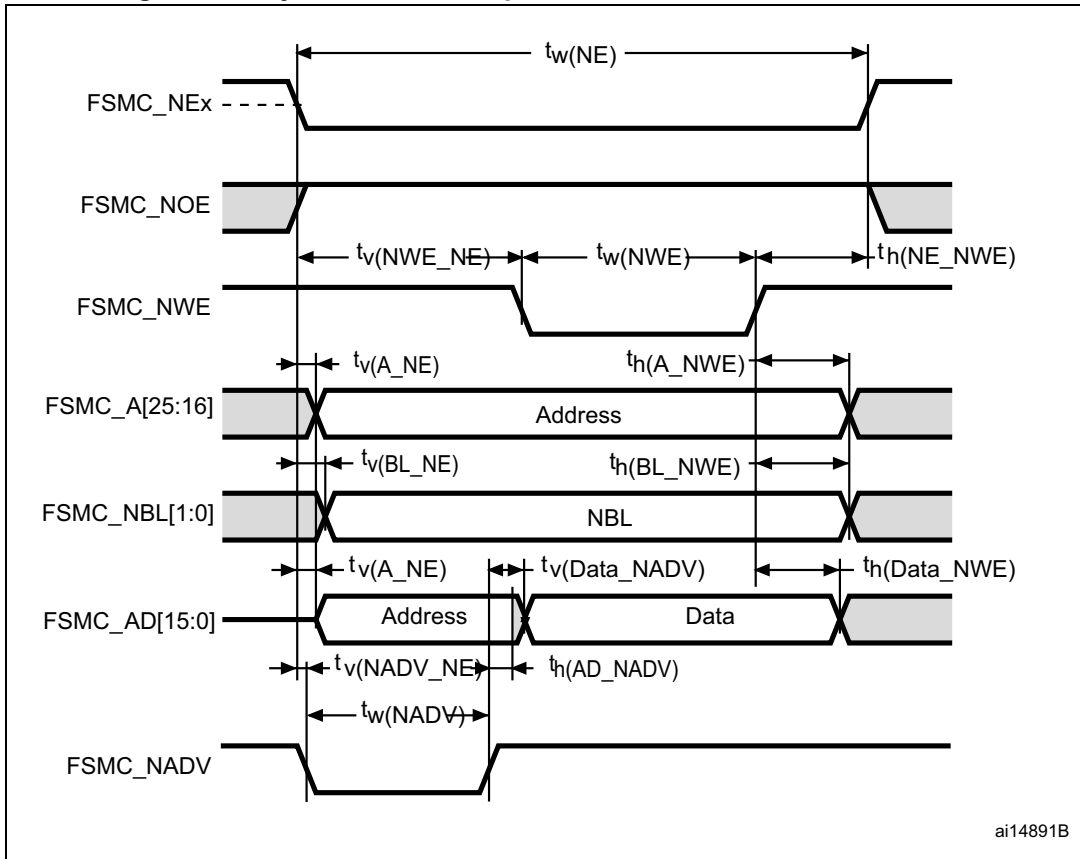 tw(NE)
FSMC_NEx
FSMC_NOE
tv(NWE_NE)
tw(NWE)
th(NE_NWE)
FSMC_NWE
tv(A_NE)
th(A_NWE)
FSMC_A[25:16]
Address
tv(BL_NE)
th(BL_NWE)
FSMC_NBL[1:0]
NBL
tv(A_NE)
tv(Data_NADV)
th(Data_NWE)
FSMC_AD[15:0]
Address
Data
tv(NADV_NE)
th(AD_NADV)
tw(NADV)
FSMC_NADV
ai14891B